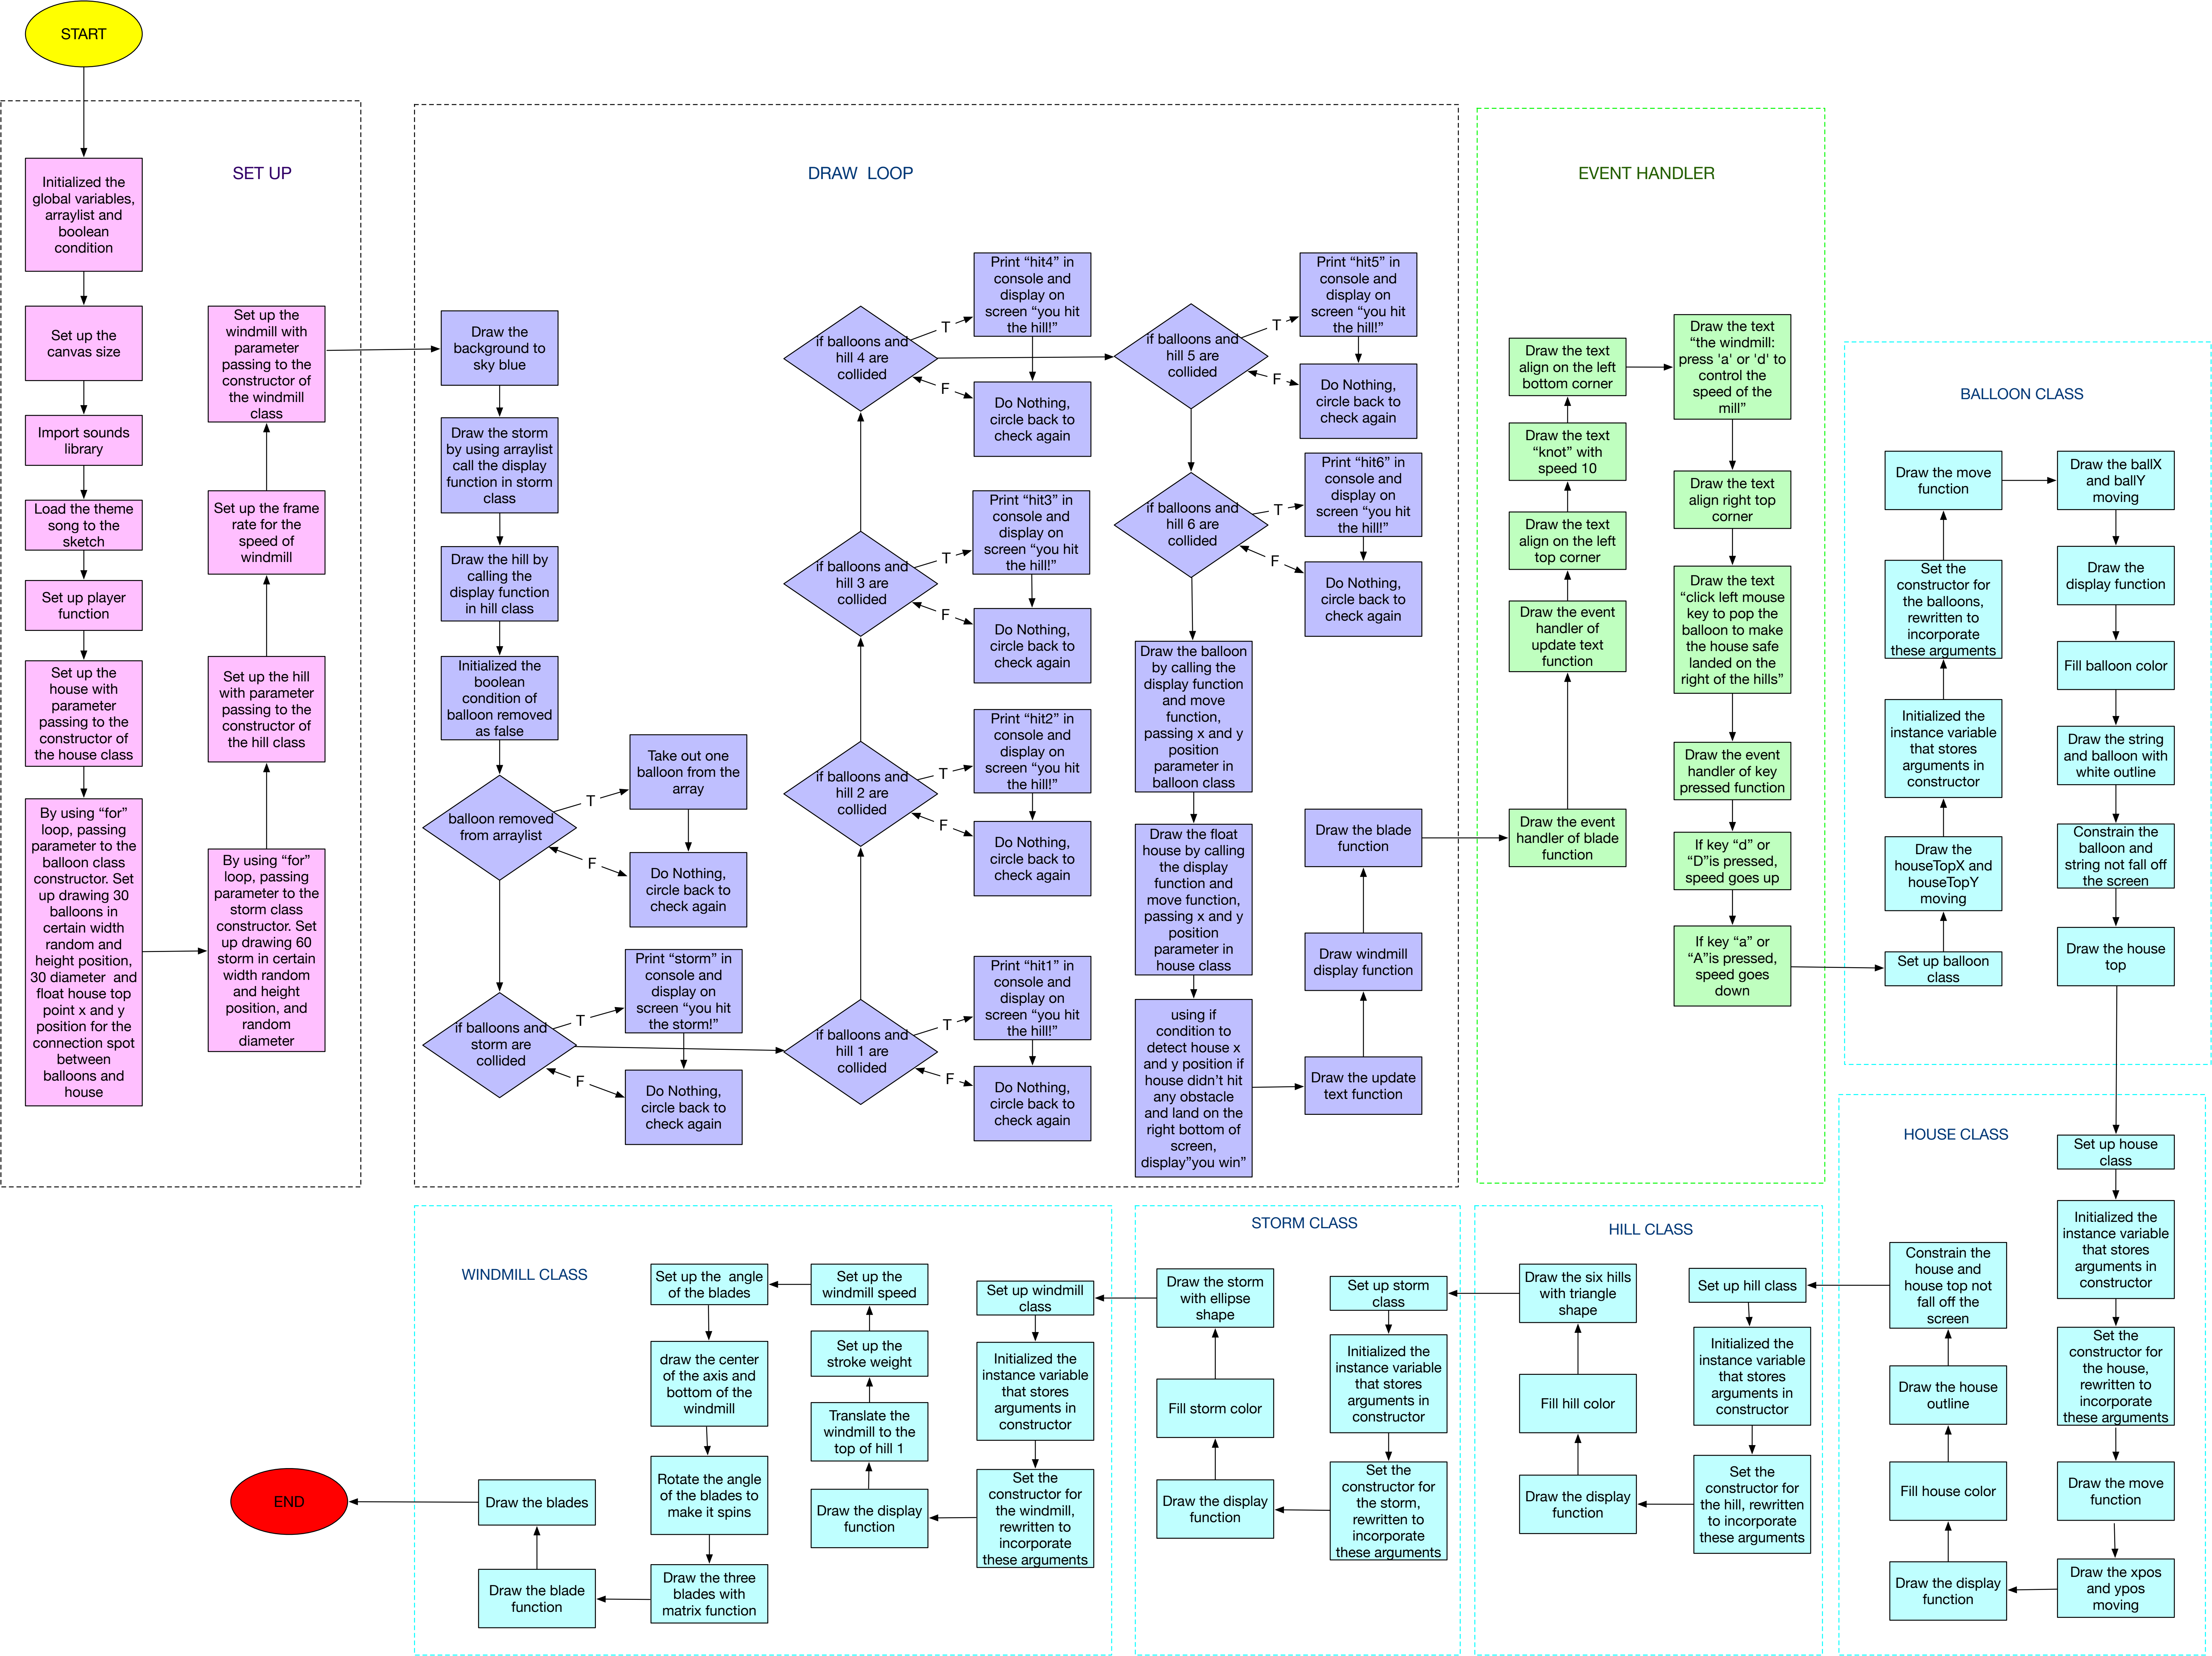 START
SET UP
Initialized the
global variables,
arraylist and
boolean
condition
Set up the
canvas size
Import sounds
library
Load the theme
song to the
sketch
Set up player
function
Set up the
house with
parameter
passing to the
constructor of
the house class
By using “for”
loop, passing
parameter to the
balloon class
constructor. Set
up drawing 30
balloons in
certain width
random and
height position,
30 diameter and
float house top
point x and y
position for the
connection spot
between
balloons and
house
By using “for”
loop, passing
parameter to the
storm class
constructor. Set
up drawing 60
storm in certain
width random
and height
position, and
random
diameter
Set up the hill
with parameter
passing to the
constructor of
the hill class
Set up the frame
rate for the
speed of
windmill
Set up the
windmill with
parameter
passing to the
constructor of
the windmill
class
DRAW LOOP
Draw the
background to
sky blue
Draw the storm
by using arraylist
call the display
function in storm
class
Draw the hill by
calling the
display function
in hill class
Initialized the
boolean
condition of
balloon removed
as false
balloon removed
from arraylist
T
Take out one
balloon from the
array
F
Do Nothing,
circle back to
check again
if balloons and
storm are
collided
T
Print “storm” in
console and
display on
screen “you hit
the storm!”
F
Do Nothing,
circle back to
check again
if balloons and
hill 1 are
collided
T
Print “hit1” in
console and
display on
screen “you hit
the hill!”
F
Do Nothing,
circle back to
check again
if balloons and
hill 2 are
collided
T
Print “hit2” in
console and
display on
screen “you hit
the hill!”
F
Do Nothing,
circle back to
check again
if balloons and
hill 3 are
collided
T
Print “hit3” in
console and
display on
screen “you hit
the hill!”
F
Do Nothing,
circle back to
check again
if balloons and
hill 4 are
collided
T
Print “hit4” in
console and
display on
screen “you hit
the hill!”
F
Do Nothing,
circle back to
check again
if balloons and
hill 5 are
collided
T
Print “hit5” in
console and
display on
screen “you hit
the hill!”
F
Do Nothing,
circle back to
check again
if balloons and
hill 6 are
collided
T
Print “hit6” in
console and
display on
screen “you hit
the hill!”
F
Do Nothing,
circle back to
check again
Draw the balloon
by calling the
display function
and move
function,
passing x and y
position
parameter in
balloon class
Draw the float
house by calling
the display
function and
move function,
passing x and y
position
parameter in
house class
using if
condition to
detect house x
and y position if
house didn’t hit
any obstacle
and land on the
right bottom of
screen,
display”you win”
Draw the update
text function
Draw windmill
display function
Draw the blade
function
EVENT HANDLER
Draw the event
handler of blade
function
Draw the event
handler of
update text
function
Draw the text
align on the left
top corner
Draw the text
“knot” with
speed 10
Draw the text
align on the left
bottom corner
Draw the text
“the windmill:
press 'a' or 'd' to
control the
speed of the
mill”
Draw the text
align right top
corner
Draw the text
“click left mouse
key to pop the
balloon to make
the house safe
landed on the
right of the hills”
Draw the event
handler of key
pressed function
If key “d” or
“D”is pressed,
speed goes up
If key “a” or
“A”is pressed,
speed goes
down
BALLOON CLASS
Set up balloon
class
Draw the
houseTopX and
houseTopY
moving
Initialized the
instance variable
that stores
arguments in
constructor
Set the
constructor for
the balloons,
rewritten to
incorporate
these arguments
Draw the move
function
Draw the ballX
and ballY
moving
Draw the
display function
Fill balloon color
Draw the string
and balloon with
white outline
Constrain the
balloon and
string not fall off
the screen
Draw the house
top
HOUSE CLASS
Set up house
class
Initialized the
instance variable
that stores
arguments in
constructor
Set the
constructor for
the house,
rewritten to
incorporate
these arguments
Draw the move
function
Draw the xpos
and ypos
moving
Draw the display
function
Fill house color
Draw the house
outline
Constrain the
house and
house top not
fall off the
screen
HILL CLASS
Set up hill class
Initialized the
instance variable
that stores
arguments in
constructor
Set the
constructor for
the hill, rewritten
to incorporate
these arguments
Draw the display
function
Fill hill color
Draw the six hills
with triangle
shape
STORM CLASS
Set up storm
class
Initialized the
instance variable
that stores
arguments in
constructor
Set the
constructor for
the storm,
rewritten to
incorporate
these arguments
Draw the display
function
Fill storm color
Draw the storm
with ellipse
shape
WINDMILL CLASS
Set up windmill
class
Initialized the
instance variable
that stores
arguments in
constructor
Set the
constructor for
the windmill,
rewritten to
incorporate
these arguments
Draw the display
function
Translate the
windmill to the
top of hill 1
Set up the
stroke weight
Set up the
windmill speed
Set up the angle
of the blades
draw the center
of the axis and
bottom of the
windmill
Rotate the angle
of the blades to
make it spins
Draw the three
blades with
matrix function
Draw the blade
function
Draw the blades
END